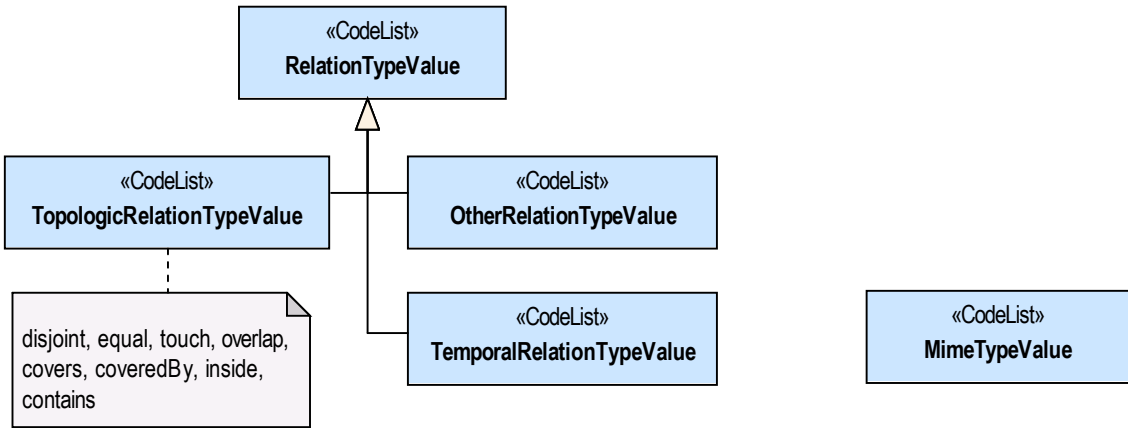 «CodeList»
RelationTypeValue
«CodeList»
TopologicRelationTypeValue
«CodeList»
OtherRelationTypeValue
disjoint, equal, touch, overlap,
covers, coveredBy, inside,
contains
«CodeList»
TemporalRelationTypeValue
«CodeList»
MimeTypeValue